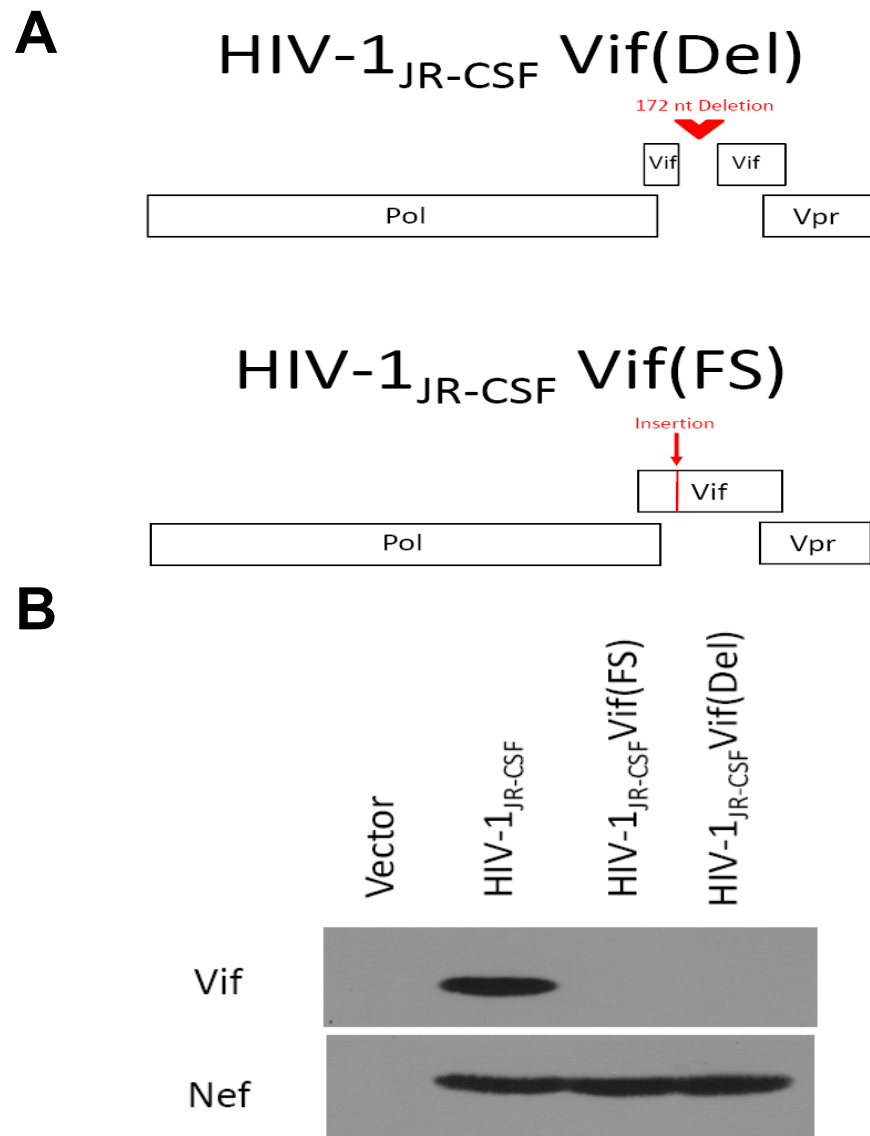 A
HIV-1JR-CSF Vif(Del)
172 nt Deletion
Vif Vif
Pol Vpr
HIV-1JR-CSF Vif(FS)
Insertion
Vif
Pol Vpr
B
Vector
HIV-1JR-CSF
HIV-1JR-CSFVif(FS)
HIV-1JR-CSFVif(Del)
Vif
Nef